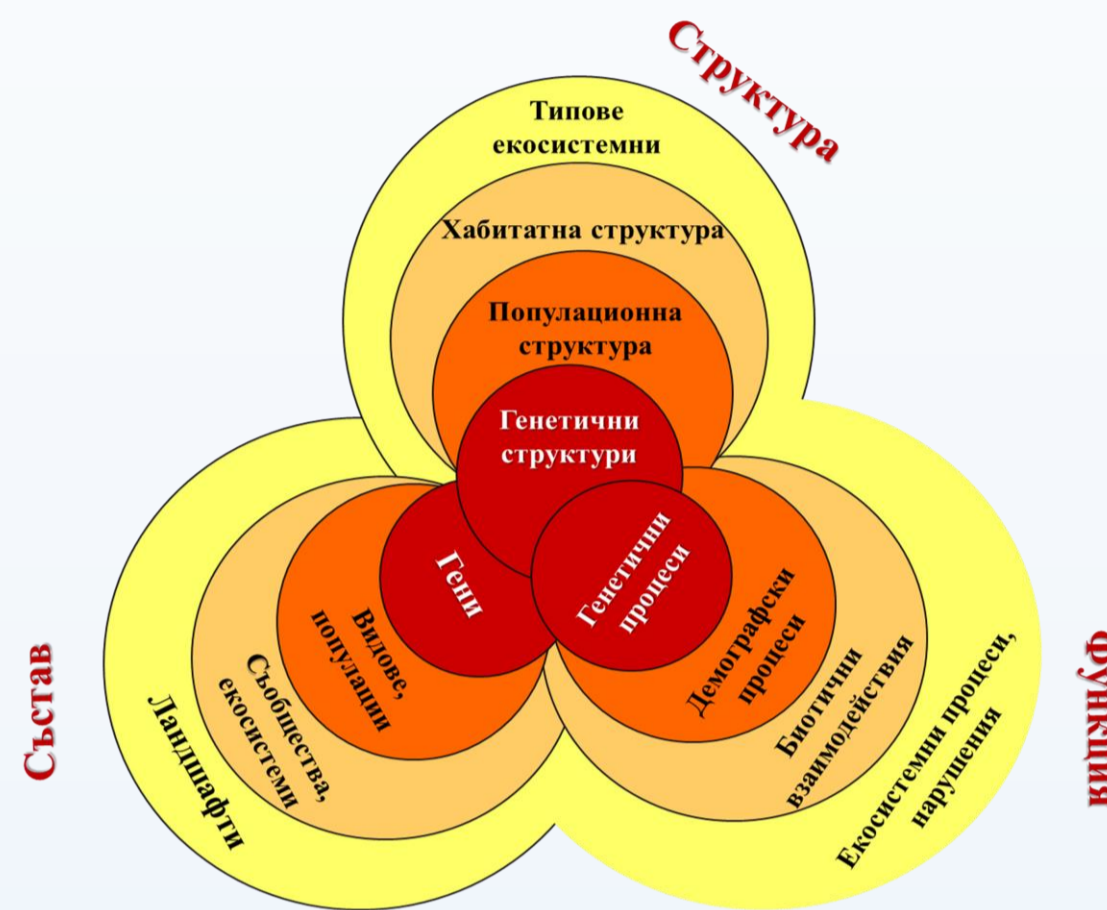 Структура
Типове
екосистемни
Хабитатна структура
Популационна
структура
Генетични
структури
Състав
Гени
Видове,
популации
Съобщества,
екосистеми
Ландшафти
Функция
Генетични
процеси
Демографски
процеси
Биотични
взаимодействия
Екосистемни процеси,
нарушения